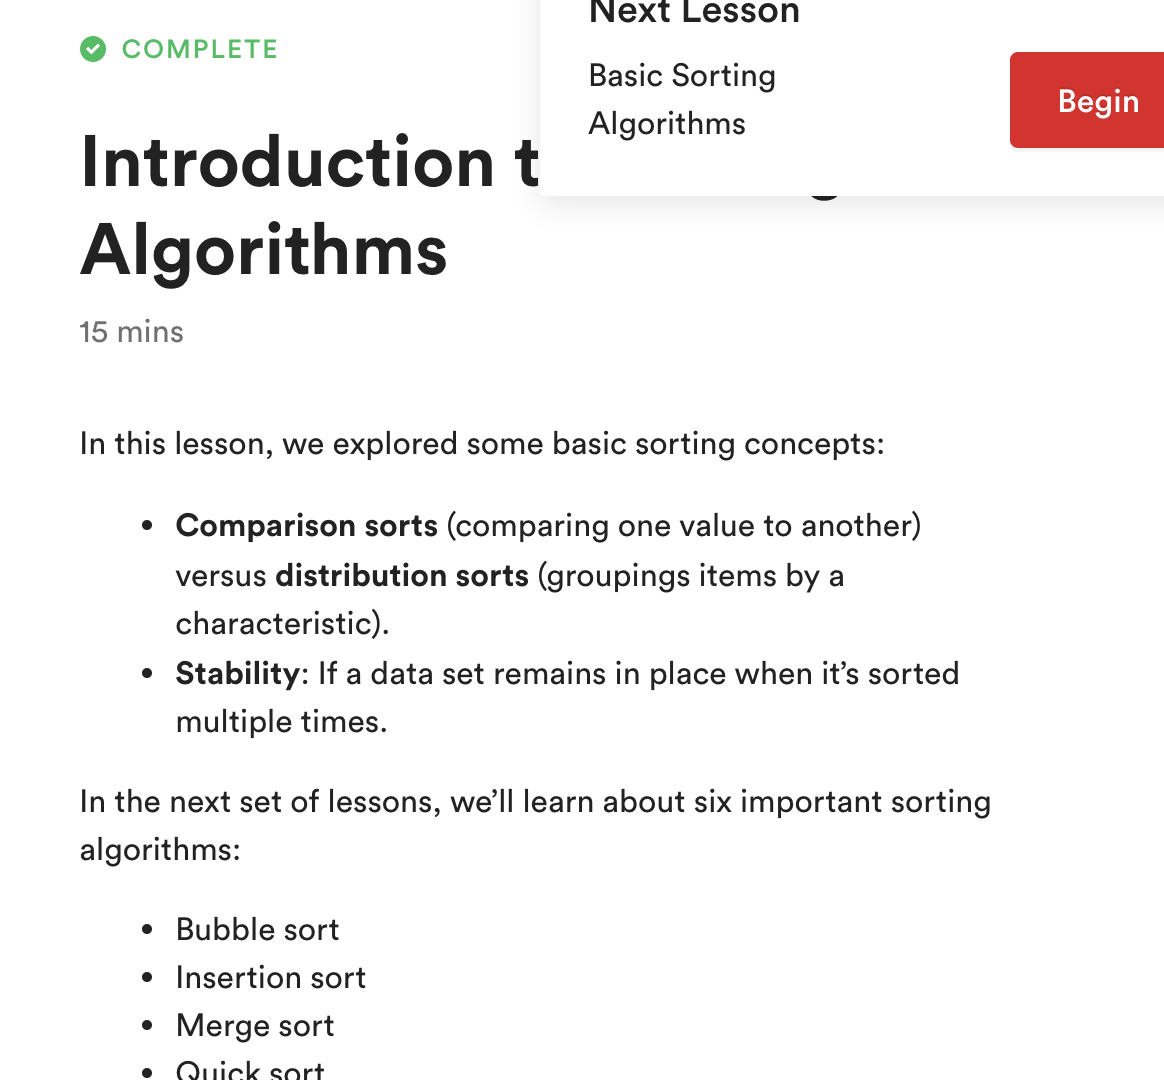 COMPLETE
Next Lesson
Basic Sorting
Algorithms
Begin
Introduction
Algorithms
15 mins
In this lesson, we explored some basic sorting concepts:
• Comparison sorts (comparing one value to another)
versus distribution sorts (groupings items by a
characteristic).
• Stability: If a data set remains in place when it’s sorted
multiple times.
In the next set of lessons, we’ll learn about six important sorting
algorithms:
• Bubble sort
• Insertion sort
• Merge sort
• Quick sort